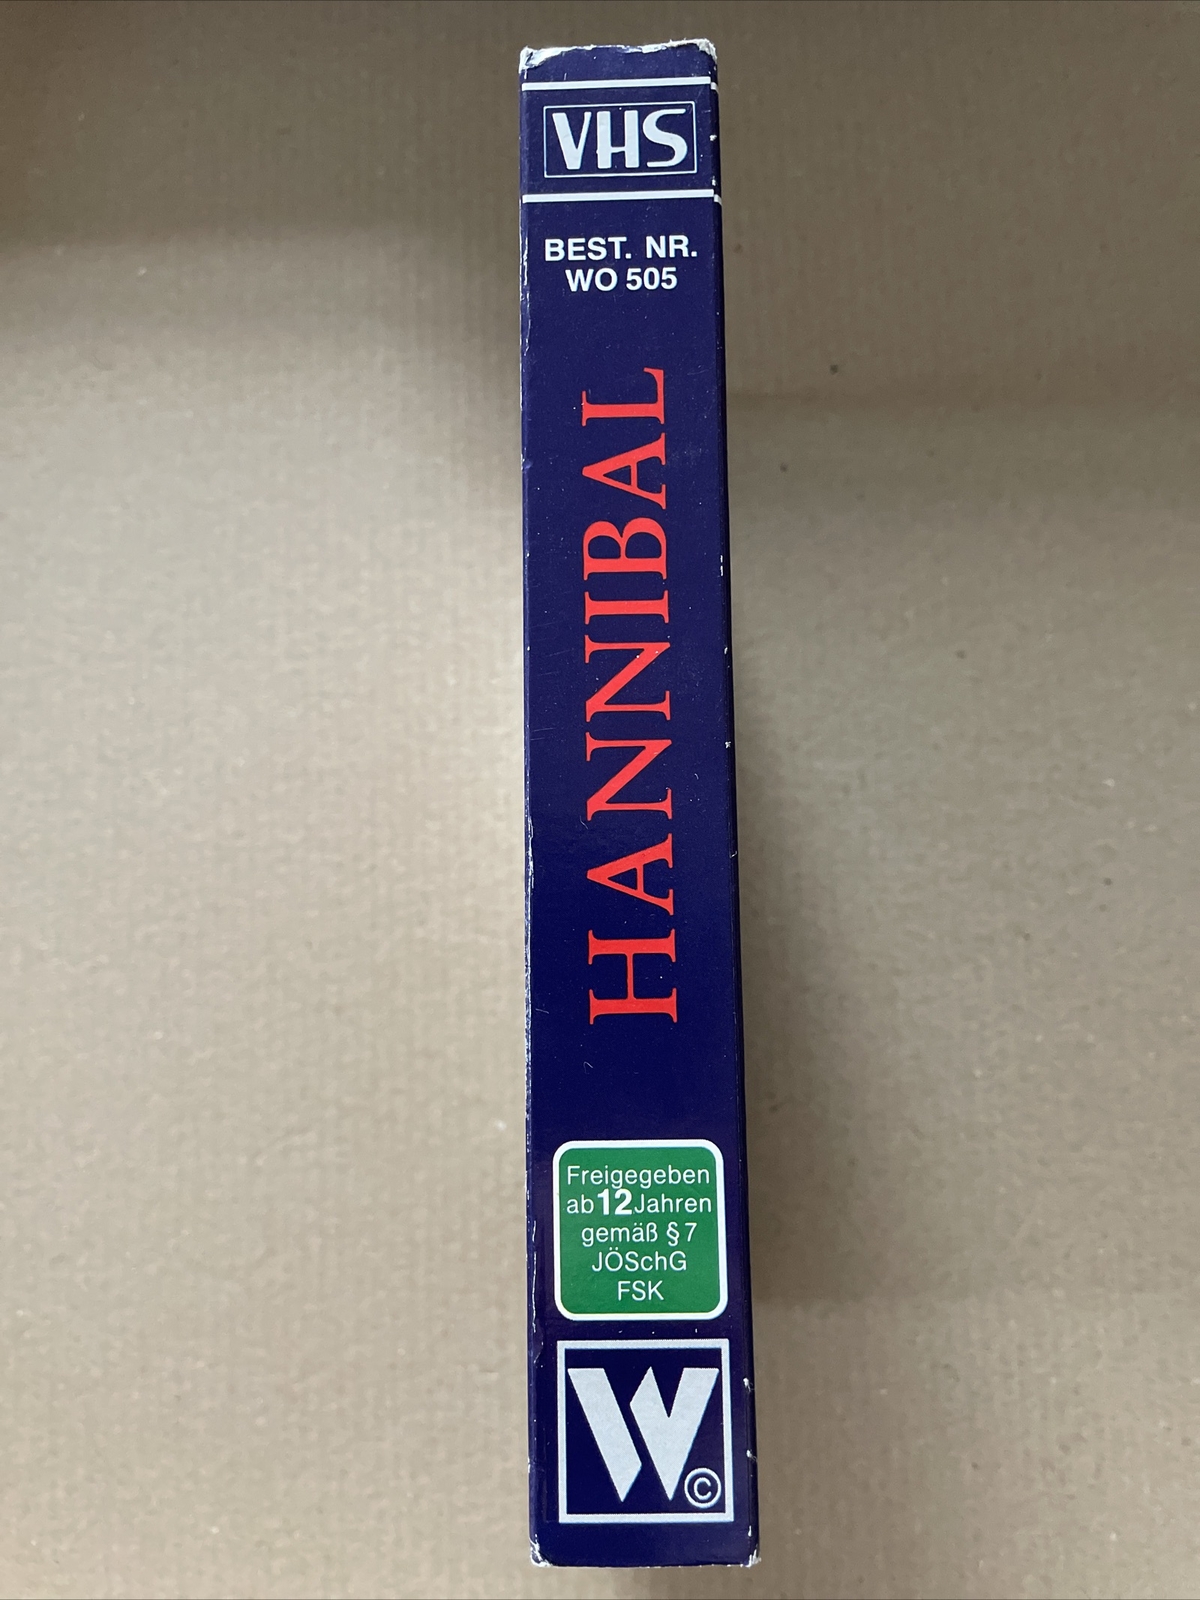 VHS
BEST. NR.
WO 505
HANNIBAL
Freigegeben
ab 12 Jahren
gemäß § 7
JÖSchG
FSK
W
©